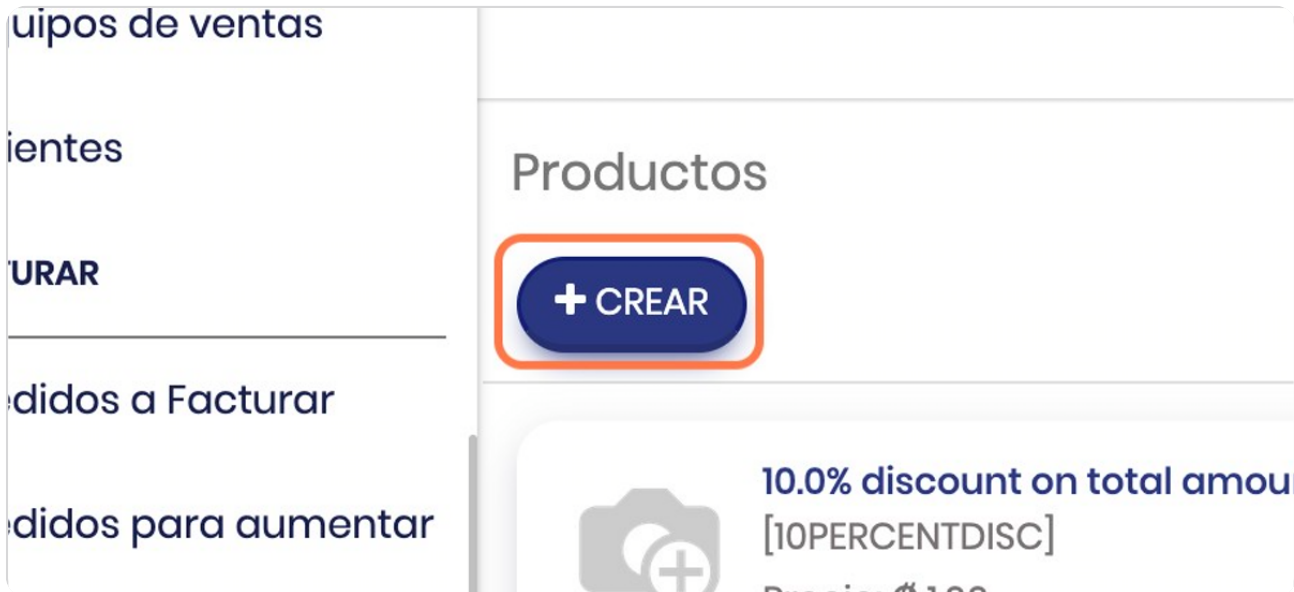 uipos de ventas
ientes
TURAR
edidos a Facturar
edidos para aumentar
Productos
+ CREAR
10.0% discount on total amou
[10PERCENTDISC]